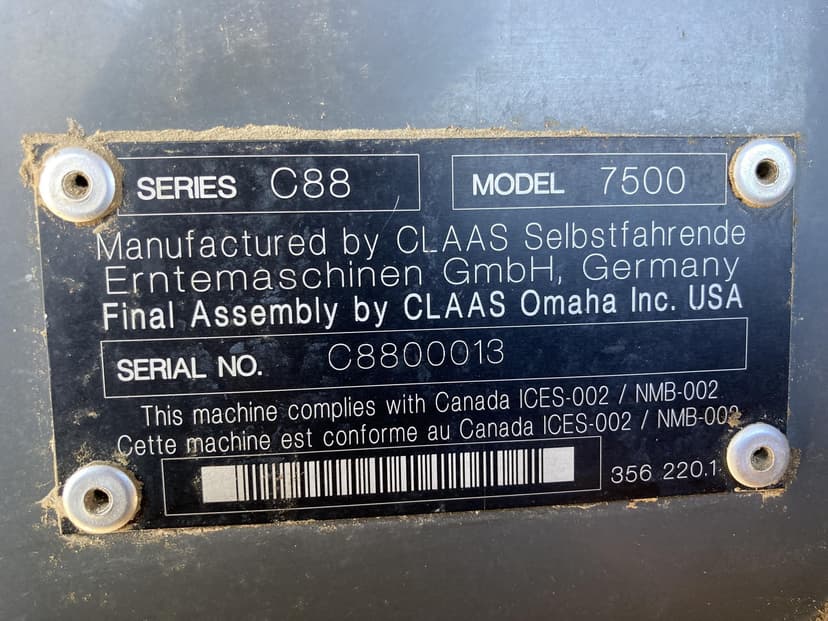 SERIES C88 MODEL 7500
Manufactured by CLAAS Selbstfahrende
Erntemaschinen GmbH, Germany
Final Assembly by CLAAS Omaha Inc. USA
SERIAL NO. C8800013
This machine complies with Canada ICES-002 / NMB-002
Cette machine est conforme au Canada ICES-002 / NMB-002
356 220.1